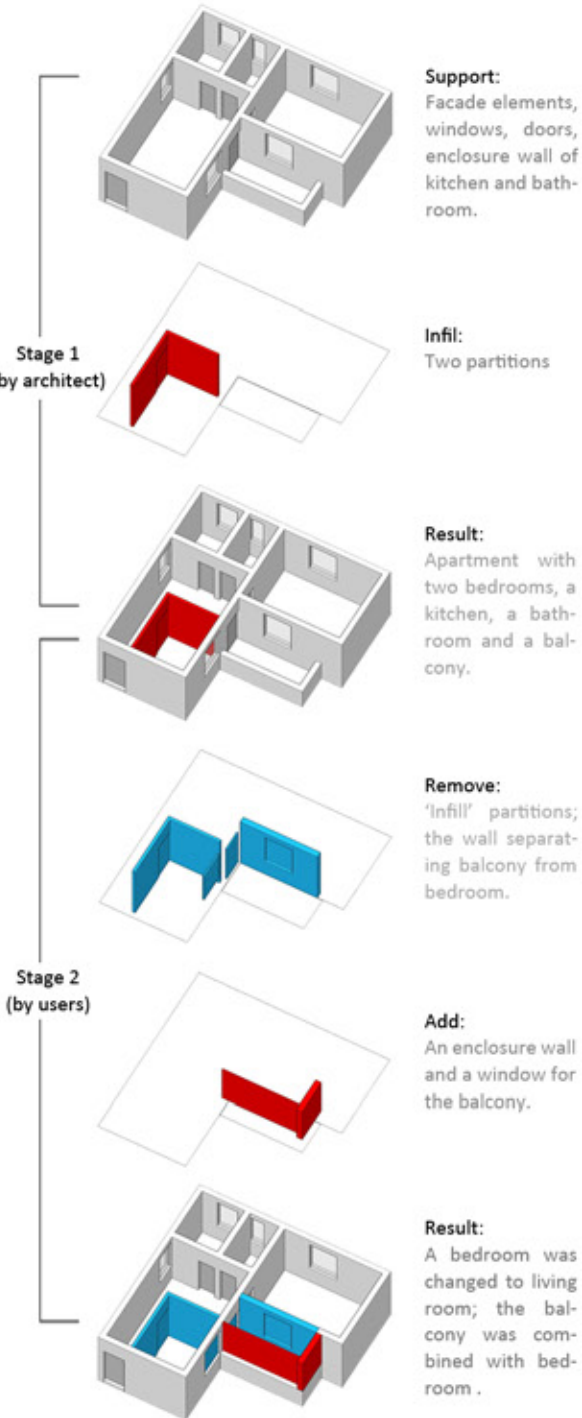 Support:
Facade elements,
windows, doors,
enclosure wall of
kitchen and bath-
room.
Infil:
Two partitions
Stage 1
by architect)
Result:
Apartment with
two bedrooms, a
kitchen, a bath-
room and a bal-
cony.
Remove:
'Infill' partitions;
the wall separat-
ing balcony from
bedroom.
Stage 2
(by users)
Add:
An enclosure wall
and a window for
the balcony.
Result:
A bedroom was
changed to living
room; the bal-
cony was com-
bined with bed-
room .